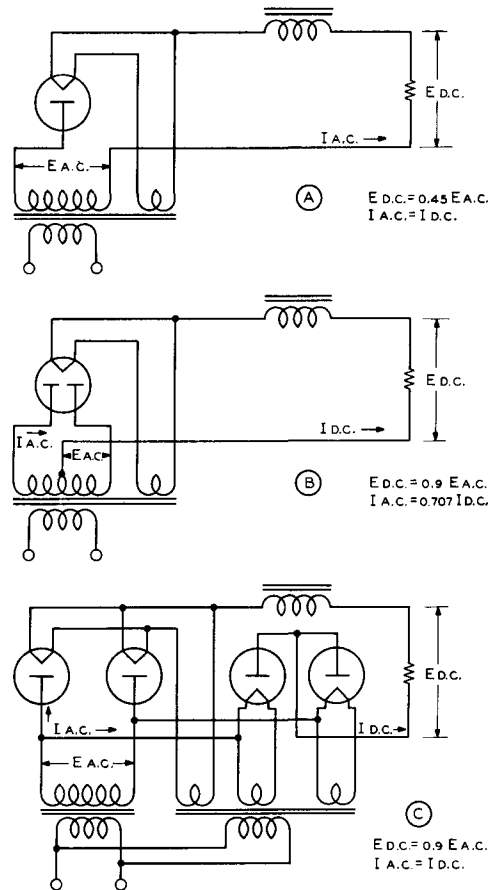 E D.C.
I A.C. →
E A.C.
A
E D.C. = 0.45 E A.C.
I A.C. = I D.C.
E D.C.
I A.C.
E A.C.
I D.C. →
B
E D.C. = 0.9 E A.C.
I A.C. = 0.707 I D.C.
E D.C.
I A.C. →
I D.C. →
E A.C.
C
E D.C. = 0.9 E A.C.
I A.C. = I D.C.